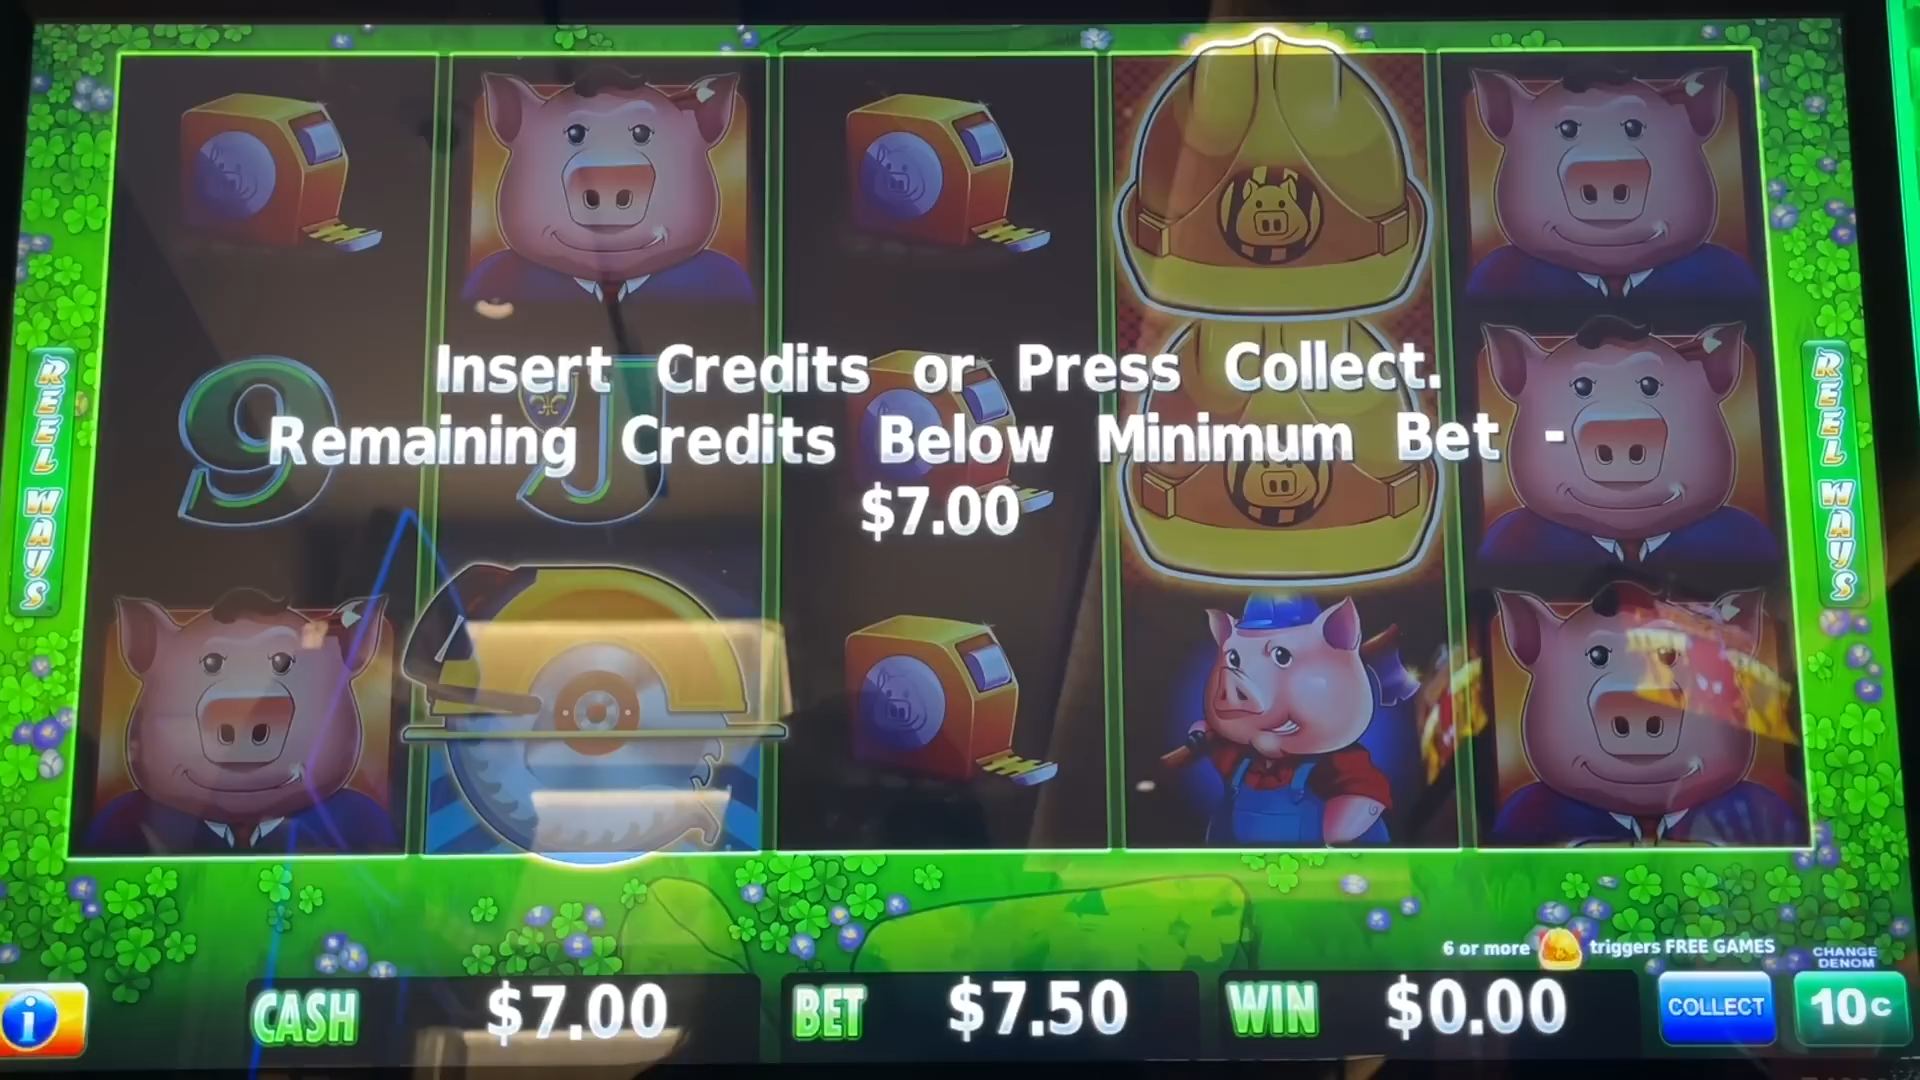 Insert Credits or Press Collect.
Remaining Credits Below Minimum Bet -
$7.00
9
J
REEL WAYS
REEL WAYS
6 or more triggers FREE GAMES
CHANGE
DENOM
CASH $7.00
BET $7.50
WIN $0.00
COLLECT
10c
i